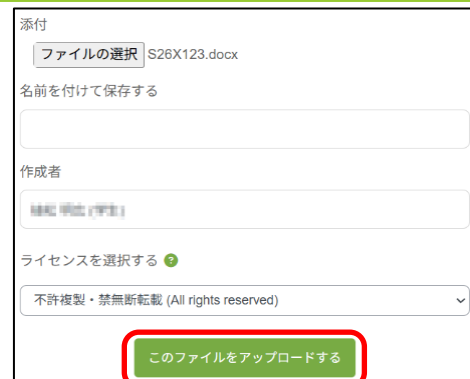 添付
ファイルの選択 S26X123.docx
名前を付けて保存する
作成者
ライセンスを選択する ?
不許複製・禁無断転載 (All rights reserved)
このファイルをアップロードする